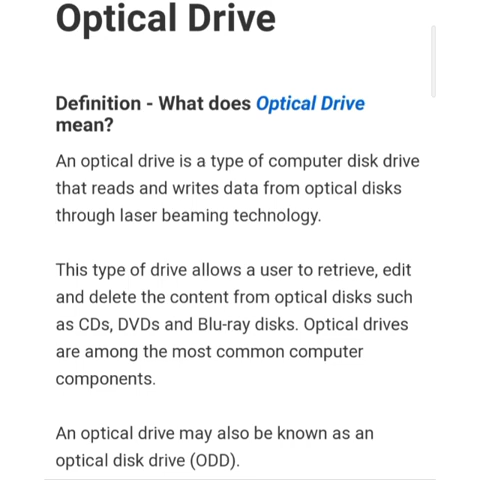 Optical Drive
Definition - What does Optical Drive
mean?
An optical drive is a type of computer disk drive
that reads and writes data from optical disks
through laser beaming technology.
This type of drive allows a user to retrieve, edit
and delete the content from optical disks such
as CDs, DVDs and Blu-ray disks. Optical drives
are among the most common computer
components.
An optical drive may also be known as an
optical disk drive (ODD).